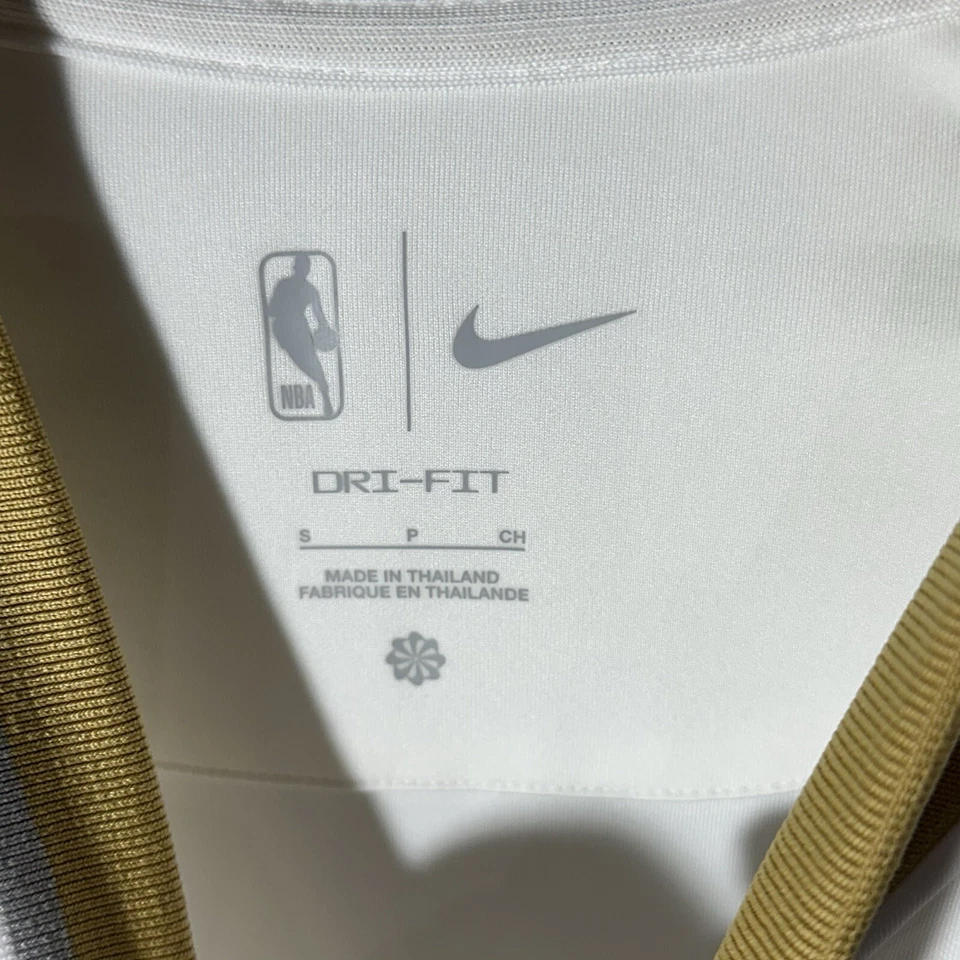 NBA
DRI-FIT
S P CH
MADE IN THAILAND
FABRIQUE EN THAILANDE